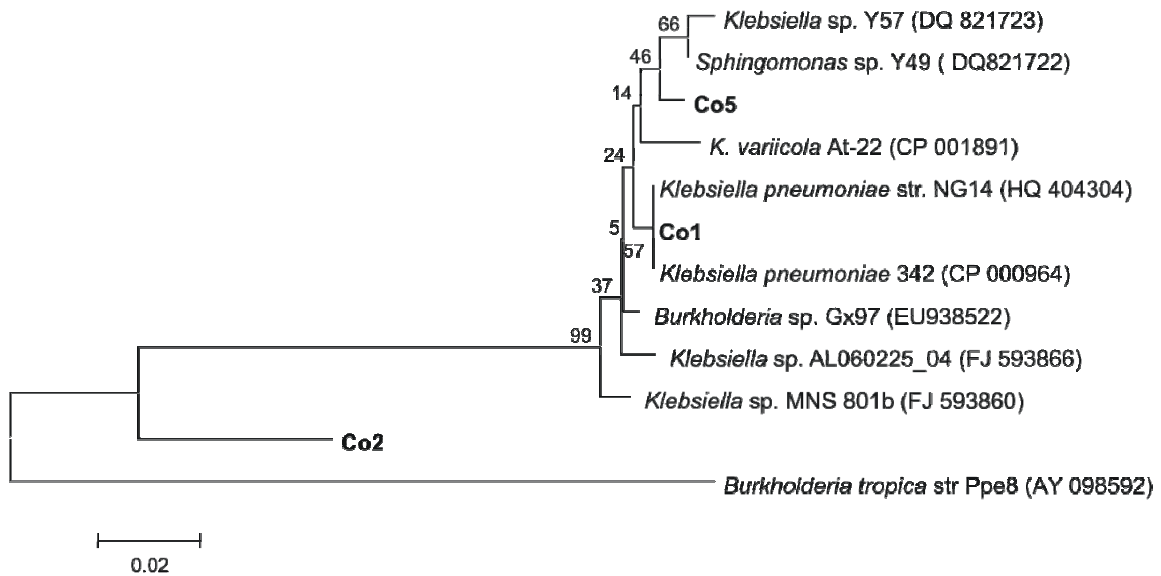 66
Klebsiella sp. Y57 (DQ 821723)
46
Sphingomonas sp. Y49 ( DQ821722)
14
Co5
K. variicola At-22 (CP 001891)
24
Klebsiella pneumoniae str. NG14 (HQ 404304)
5
Co1
57
Klebsiella pneumoniae 342 (CP 000964)
37
Burkholderia sp. Gx97 (EU938522)
99
Klebsiella sp. AL060225_04 (FJ 593866)
Klebsiella sp. MNS 801b (FJ 593860)
Co2
Burkholderia tropica str Ppe8 (AY 098592)
0.02